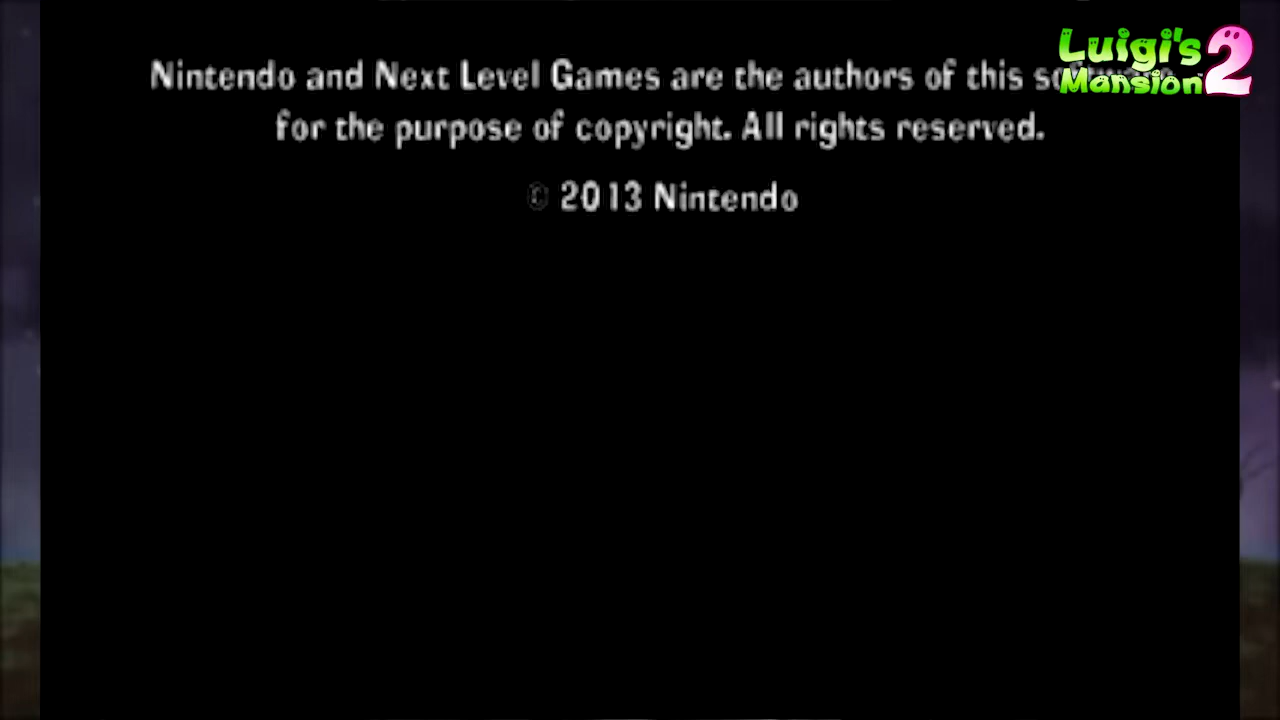 Nintendo and Next Level Games are the authors of this
for the purpose of copyright. All rights reserved.
© 2013 Nintendo
Luigi's
Mansion 2